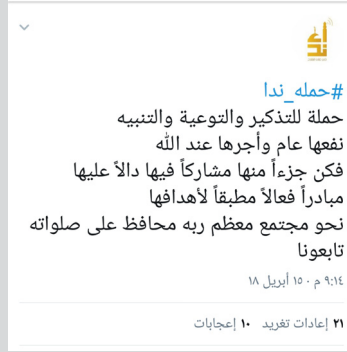 نداء
#حمله_ندا
حملة للتذكير والتوعية والتنبيه
نفعها عام وأجرها عند الله
فكن جزءاً منها مشاركاً فيها دالاً عليها
مبادراً فعالاً مطبقاً لأهدافها
نحو مجتمع معظم ربه محافظ على صلواته
تابعونا
٩:١٤ م · ١٥ أبريل ١٨
٢١ إعادات تغريد ١٠ إعجابات